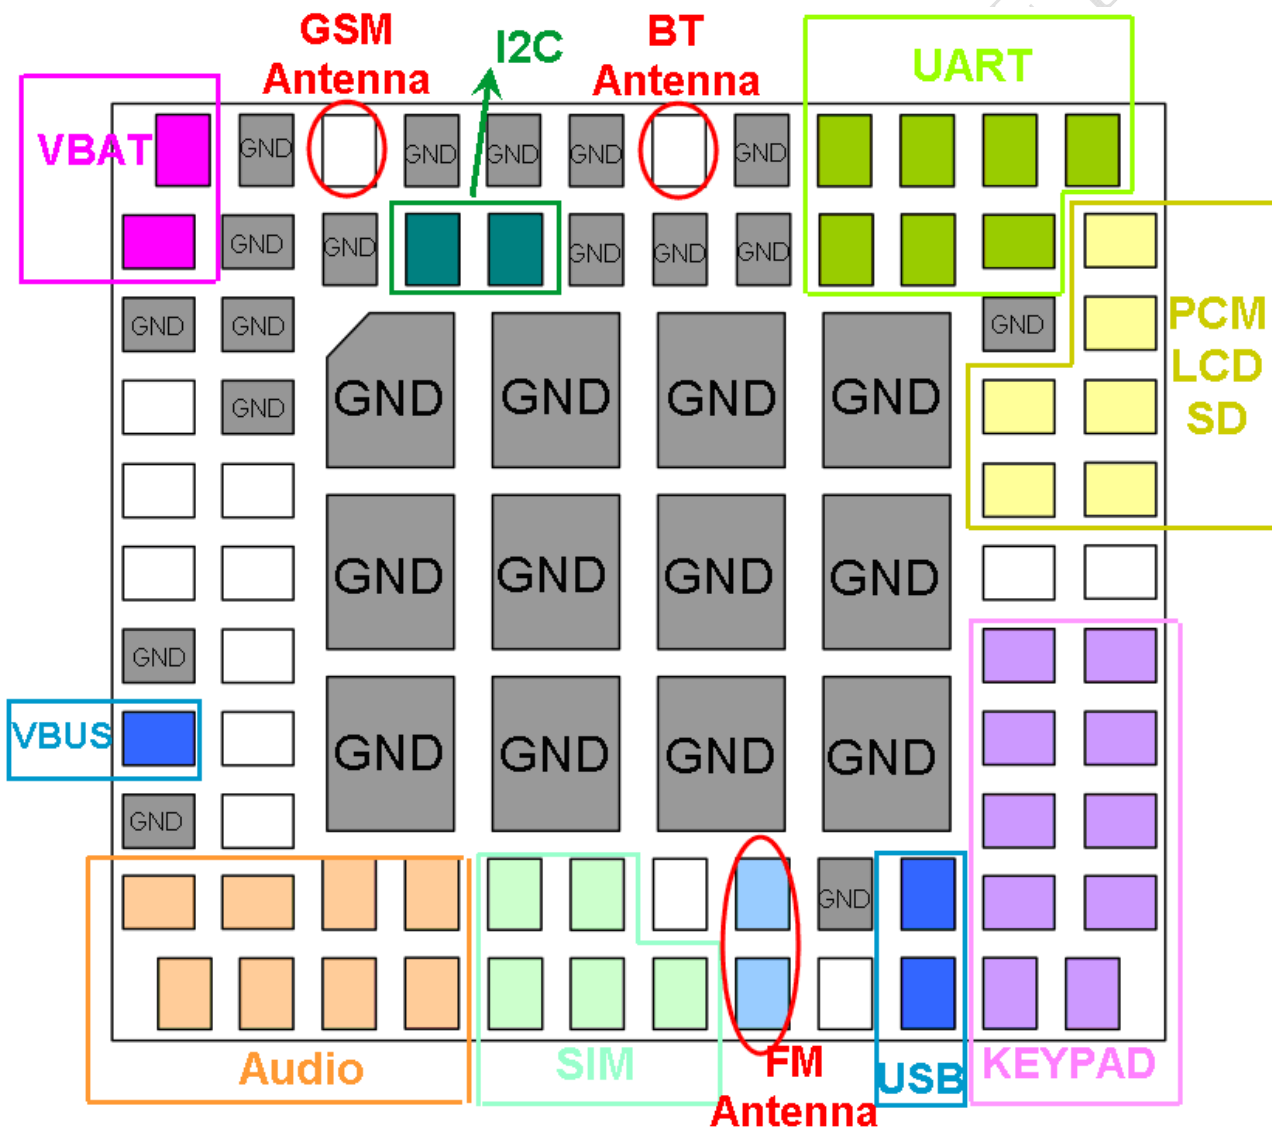 GSM
Antenna
I2C
BT
Antenna
UART
VBAT
GND
GND
GND
GND
GND
GND
GND
GND
GND
GND
GND
GND
GND
PCM
LCD
SD
GND
GND
GND
GND
GND
GND
GND
GND
GND
GND
GND
VBUS
GND
GND
GND
GND
GND
GND
Audio
SIM
FM
Antenna
USB
KEYPAD